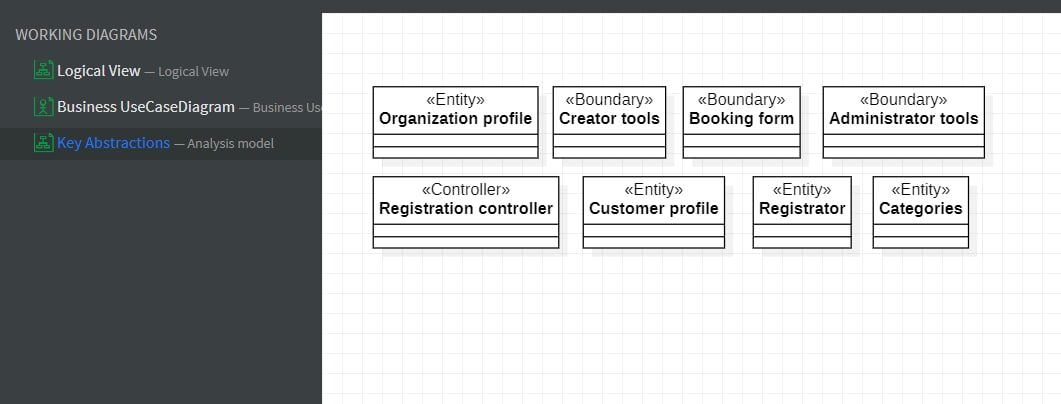 WORKING DIAGRAMS
Logical View — Logical View
Business UseCaseDiagram — Business Us
Key Abstractions — Analysis model
«Entity»
Organization profile
«Boundary»
Creator tools
«Boundary»
Booking form
«Boundary»
Administrator tools
«Controller»
Registration controller
«Entity»
Customer profile
«Entity»
Registrator
«Entity»
Categories